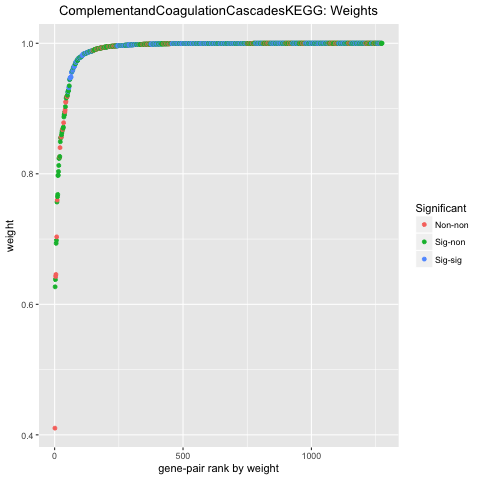 ComplementandCoagulationCascadesKEGG: Weights
1.0
0.8
0.6
0.4
weight
0
500
1000
gene-pair rank by weight
Significant
Non-non
Sig-non
Sig-sig